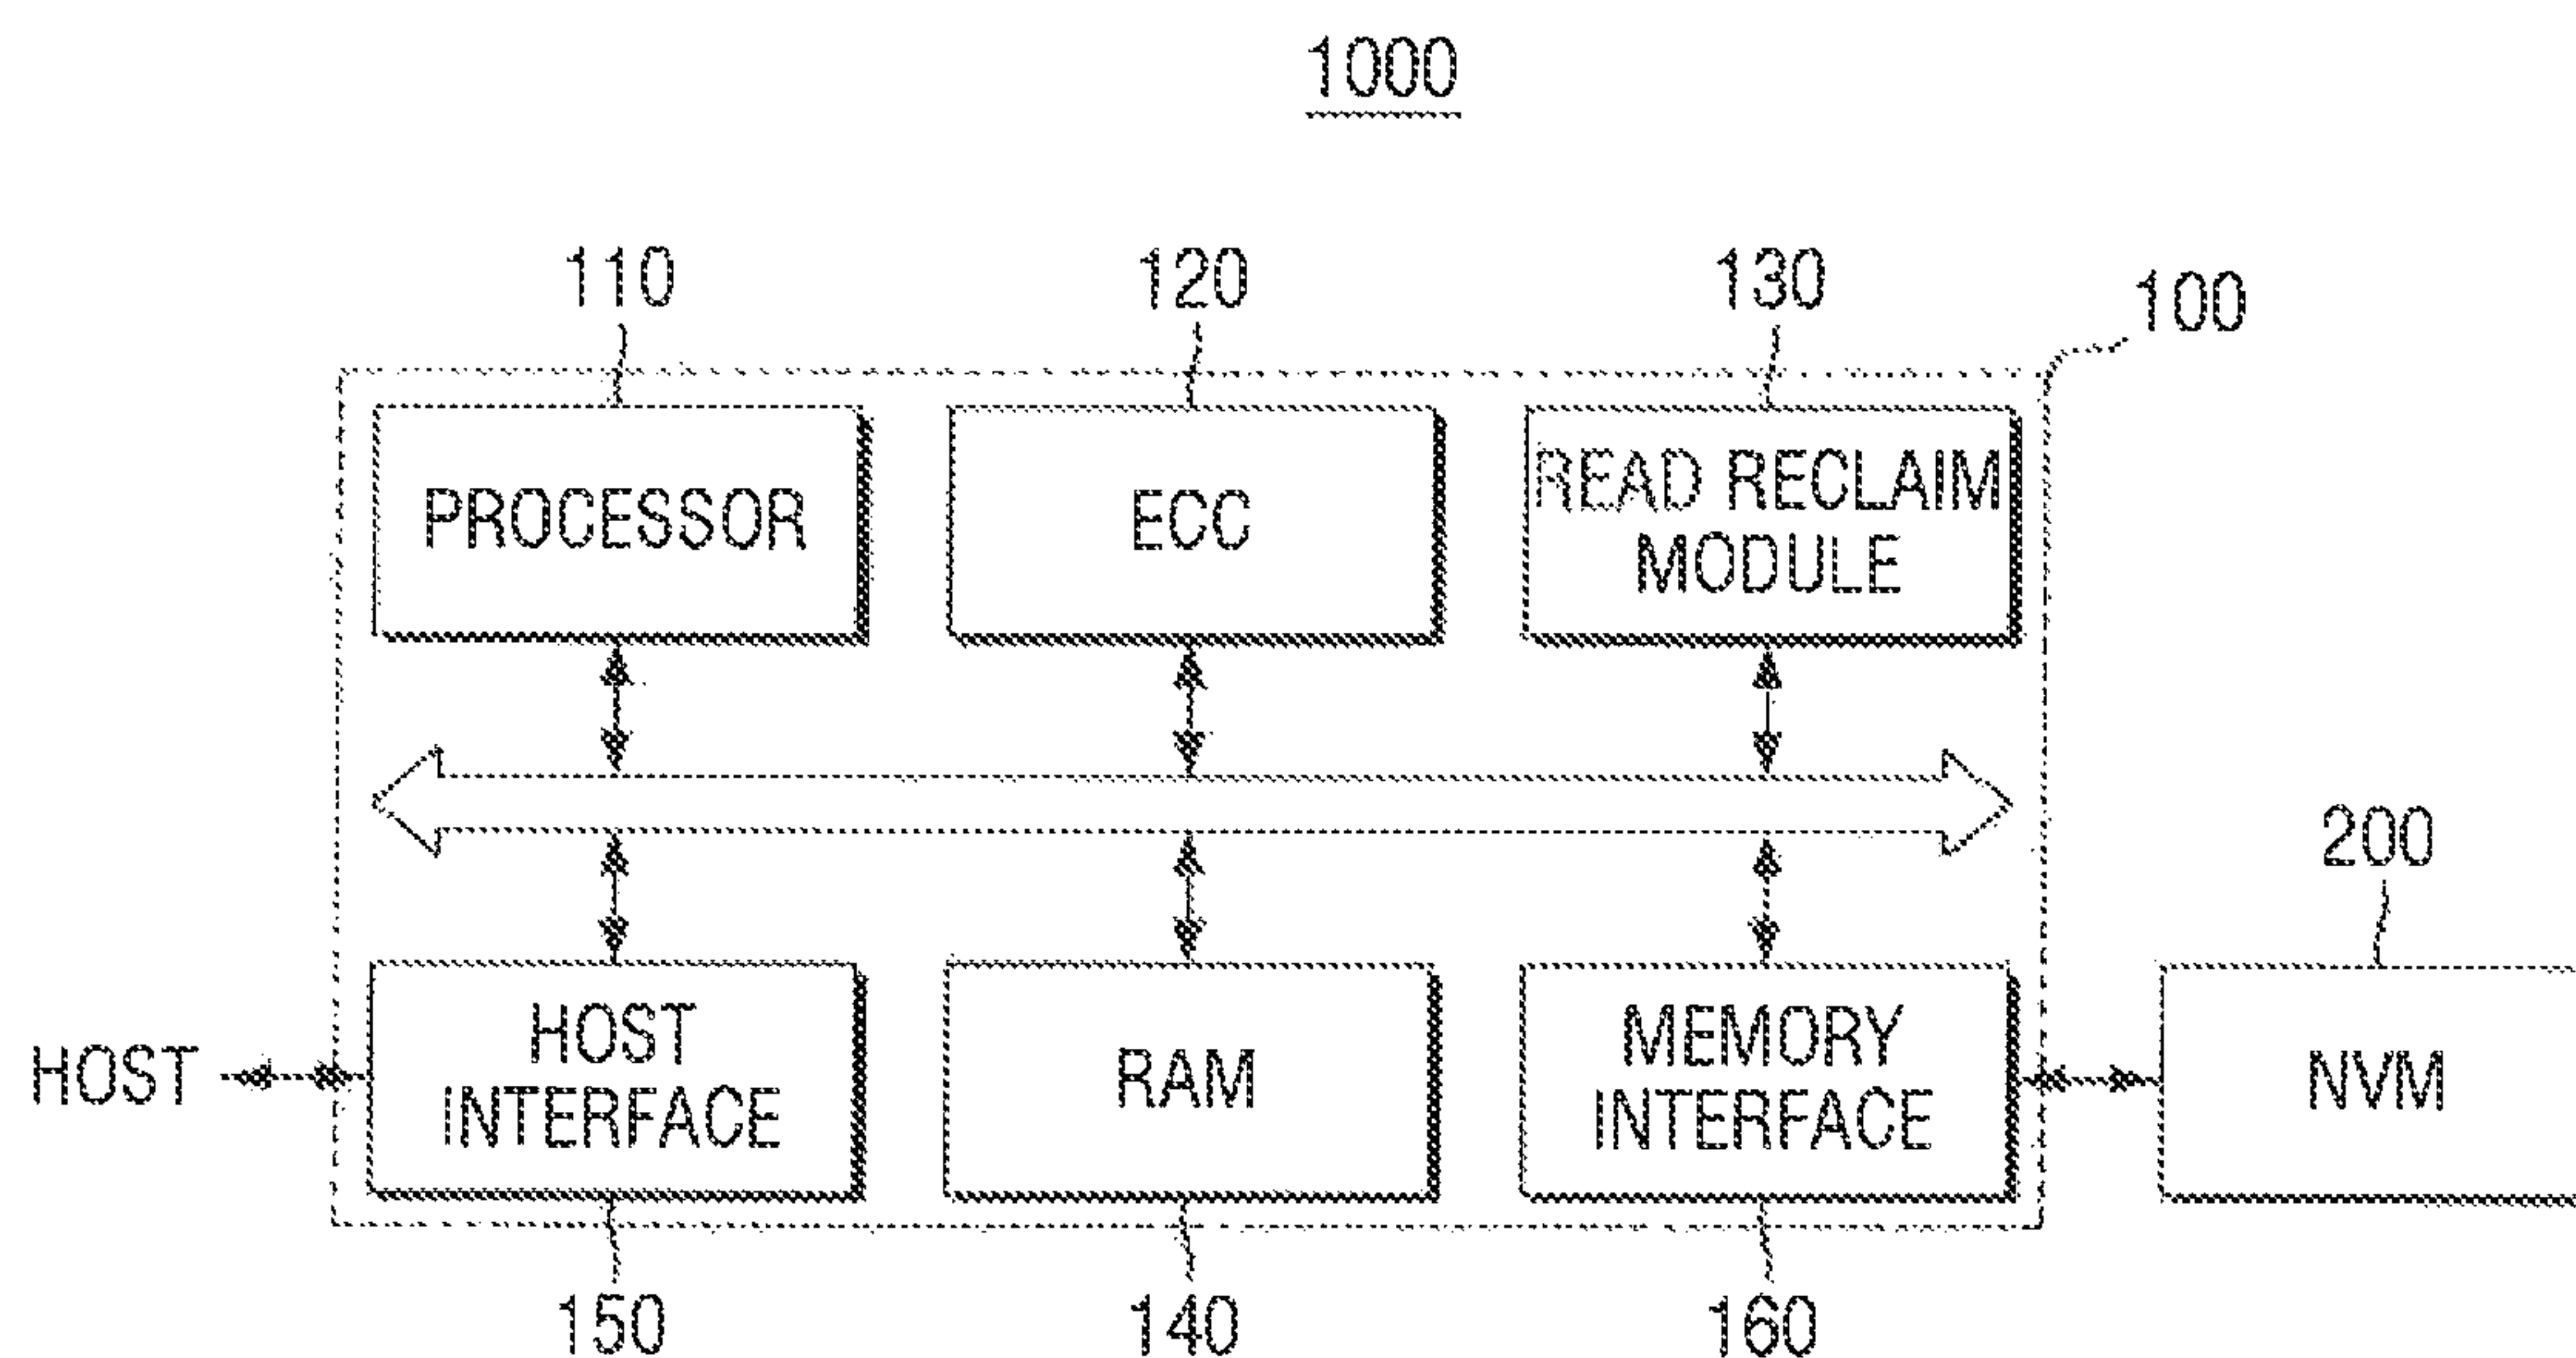 1000
110
120
130
100
PROCESSOR
ECC
READ RECLAIM
MODULE
200
HOST
HOST
INTERFACE
RAM
MEMORY
INTERFACE
NVM
150
140
160